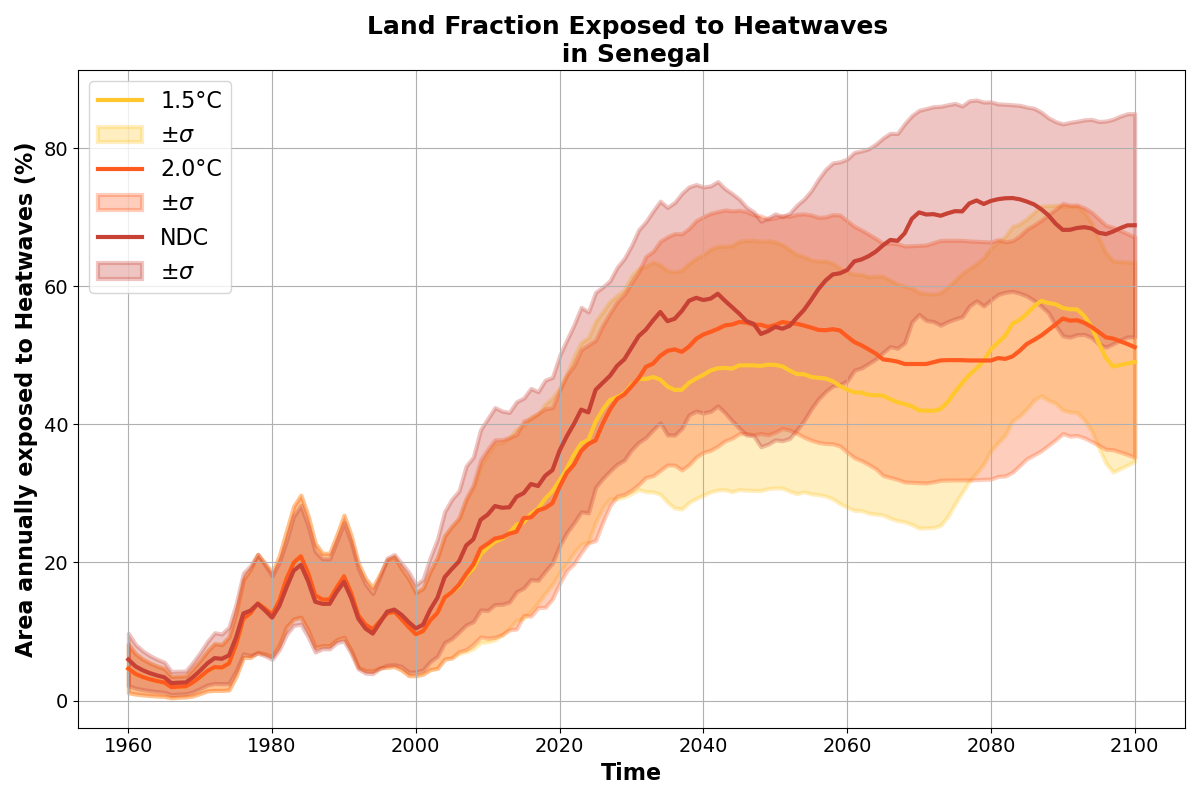 Land Fraction Exposed to Heatwaves
in Senegal
Area annually exposed to Heatwaves (%)
80
60
40
20
0
1.5°C
±σ
2.0°C
±σ
NDC
±σ
1960
1980
2000
2020
2040
2060
2080
2100
Time